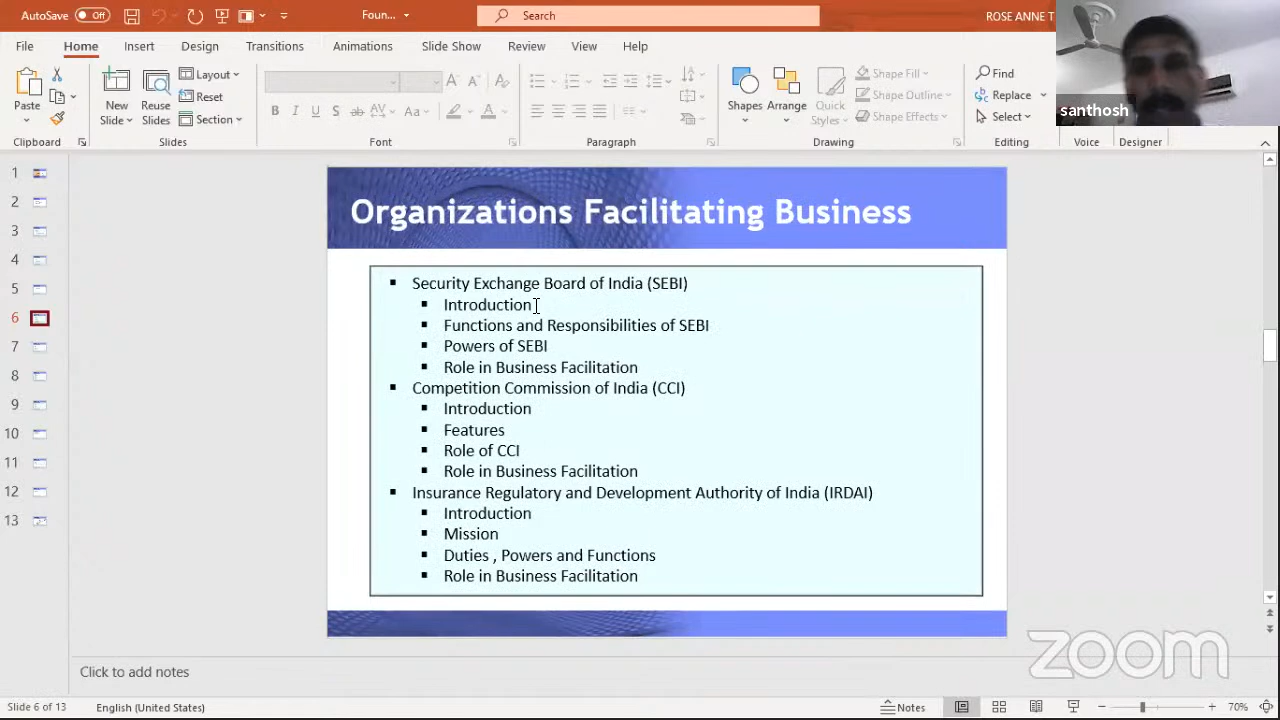 AutoSave Off Foun... Search ROSE ANNE T
File Home Insert Design Transitions Animations Slide Show Review View Help
santhosh
Paste New Slide Reuse Slides Layout Reset Section
B I U S ab AV Aa A
Shapes Arrange Quick Styles Shape Fill Shape Outline Shape Effects
Find Replace Select
Clipboard Slides Font Paragraph Drawing Editing Voice Designer
1
2
3
4
5
6
7
8
9
10
11
12
13
Organizations Facilitating Business
Security Exchange Board of India (SEBI)
Introduction
Functions and Responsibilities of SEBI
Powers of SEBI
Role in Business Facilitation
Competition Commission of India (CCI)
Introduction
Features
Role of CCI
Role in Business Facilitation
Insurance Regulatory and Development Authority of India (IRDAI)
Introduction
Mission
Duties , Powers and Functions
Role in Business Facilitation
zoom
Click to add notes
Slide 6 of 13 English (United States) Notes 70%